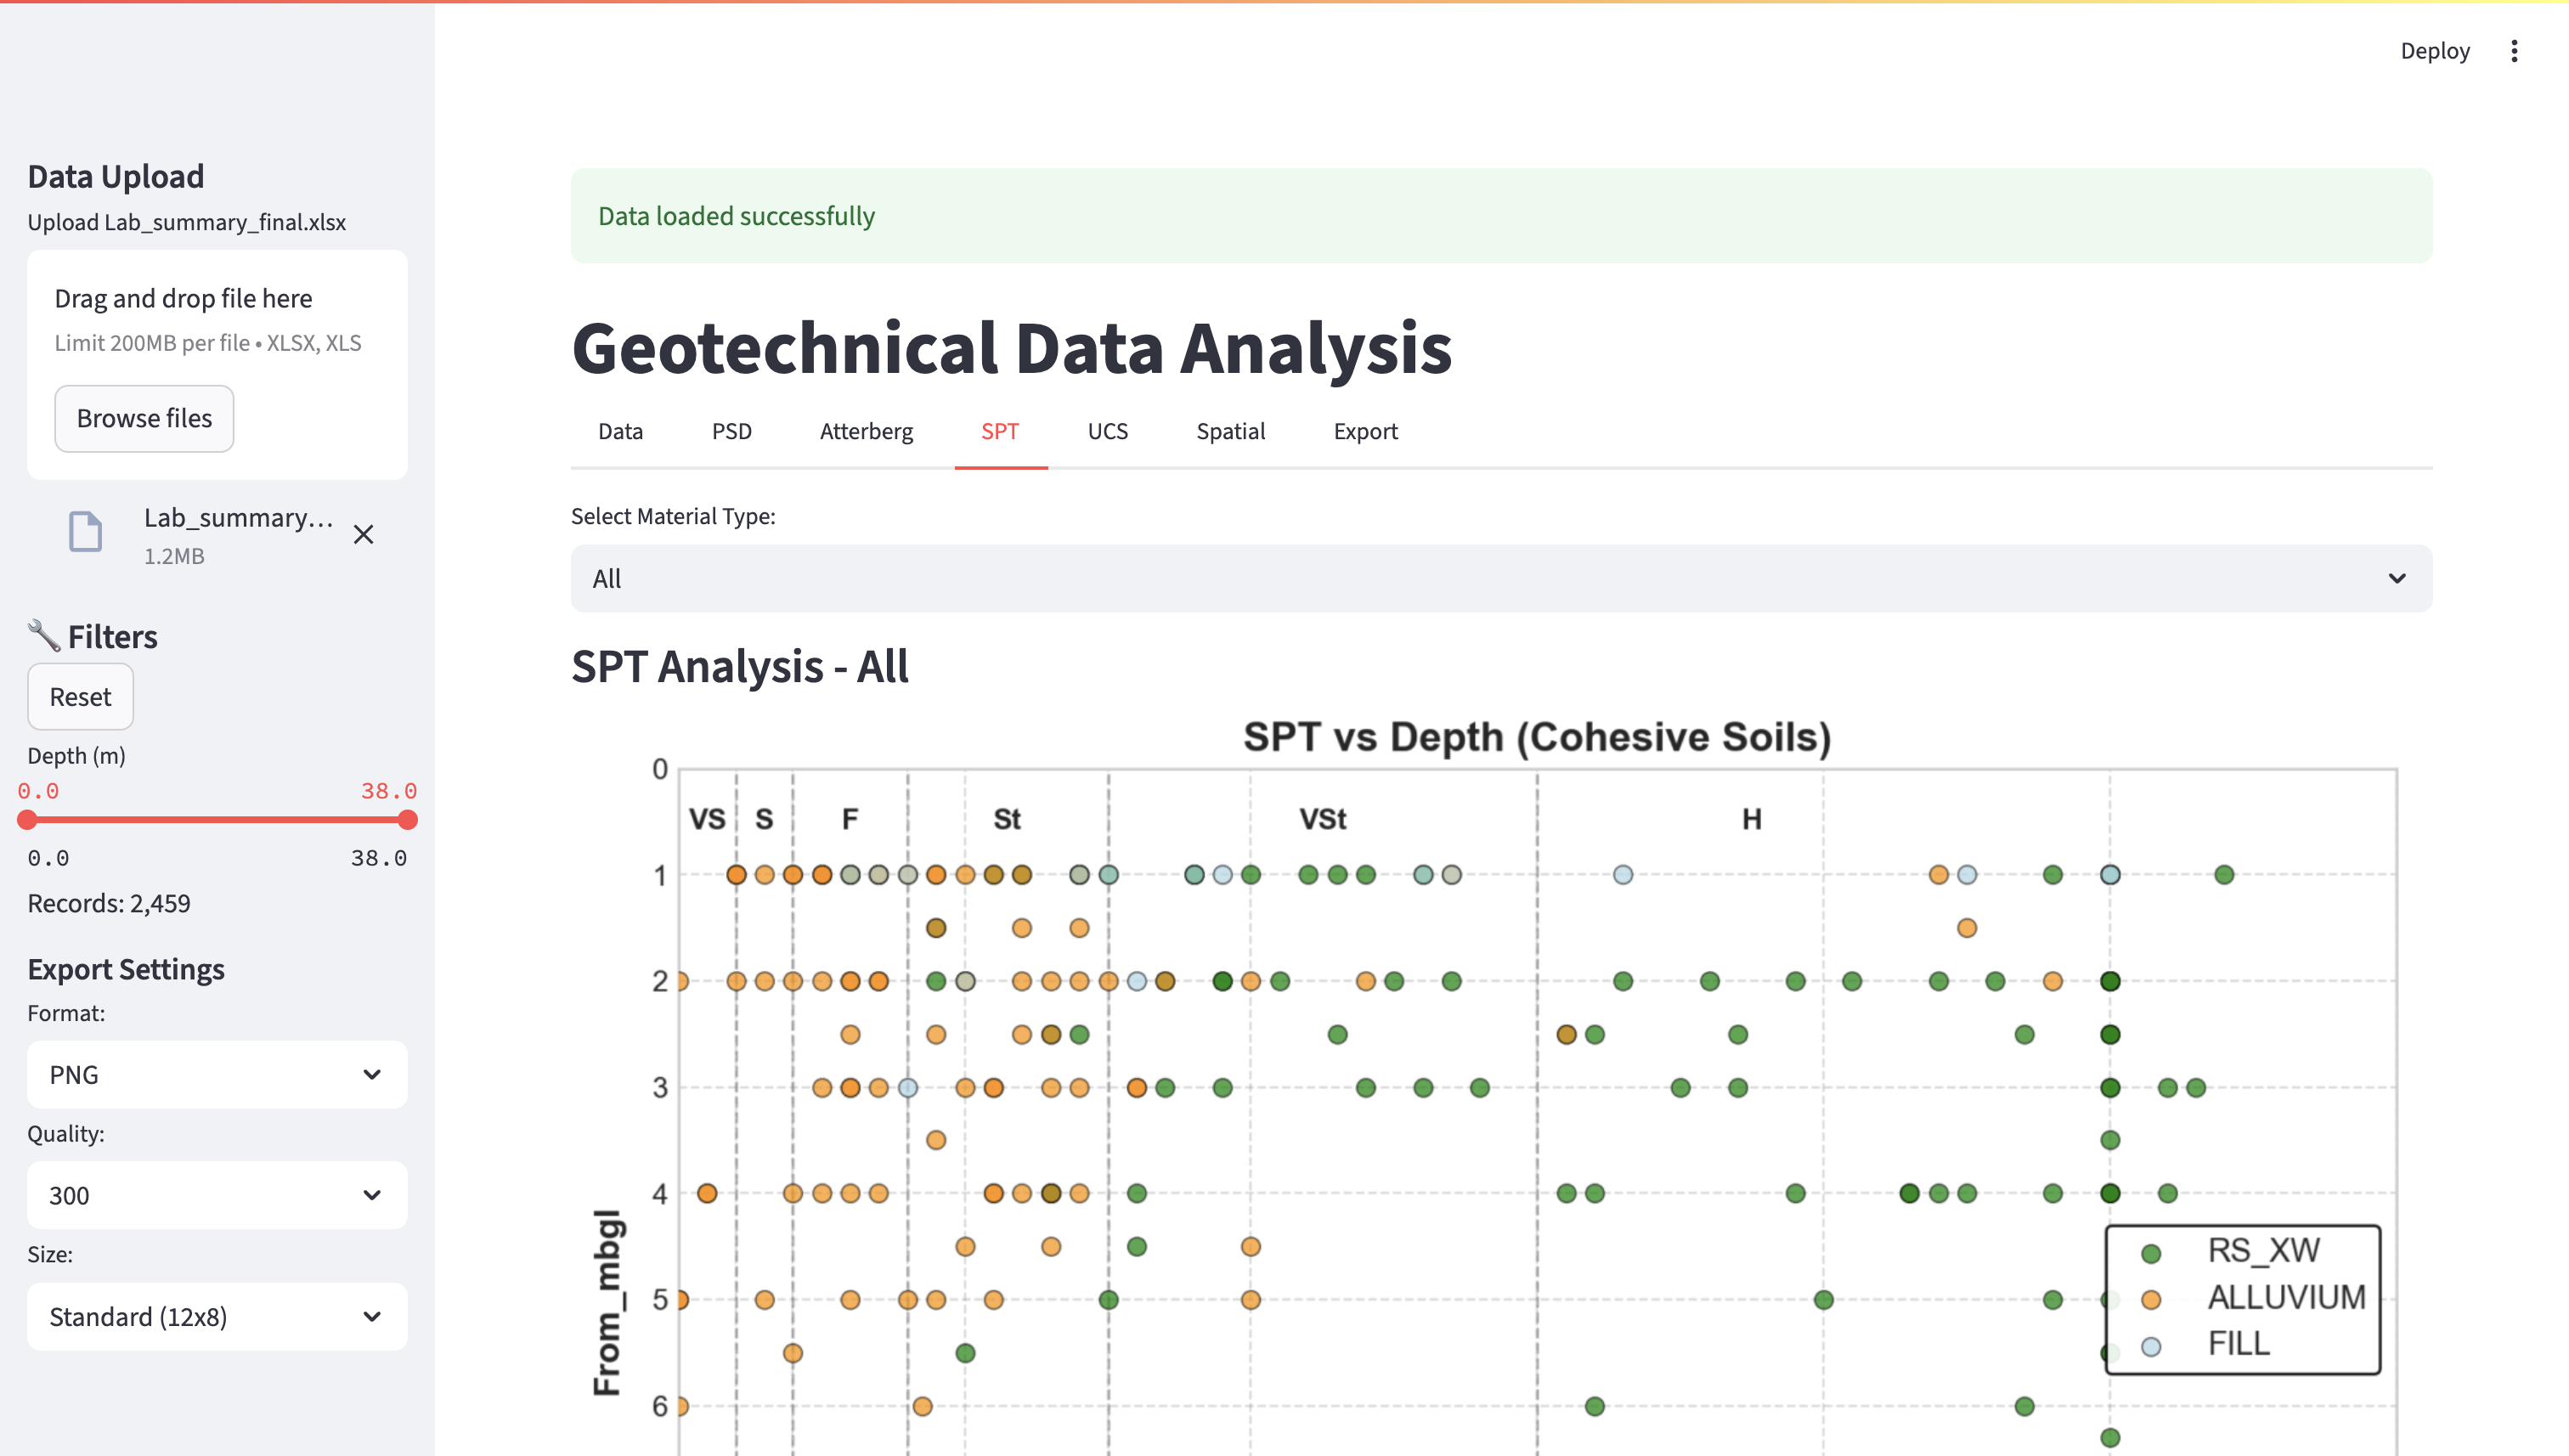 Deploy
Data Upload
Upload Lab_summary_final.xlsx
Drag and drop file here
Limit 200MB per file • XLSX, XLS
Browse files
Lab_summary...
1.2MB
Filters
Reset
Depth (m)
0.0 38.0
0.0 38.0
Records: 2,459
Export Settings
Format:
PNG
Quality:
300
Size:
Standard (12x8)
Data loaded successfully
Geotechnical Data Analysis
Data PSD Atterberg SPT UCS Spatial Export
Select Material Type:
All
SPT Analysis - All
SPT vs Depth (Cohesive Soils)
VS S F St VSt H
0
1
2
3
4
5
6
From_mbgl
RS_XW
ALLUVIUM
FILL